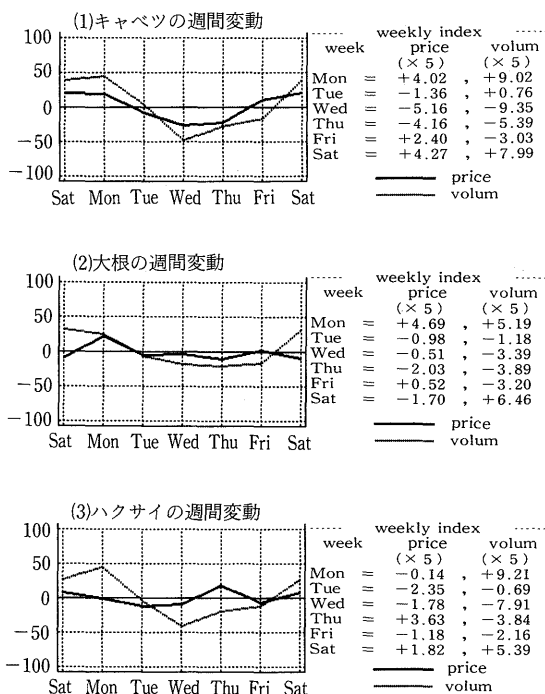 (1)キャベツの週間変動
100
50
0
−50
−100
Sat Mon Tue Wed Thu Fri Sat
weekly index
week price volum
(×5) (×5)
Mon = +4.02 , +9.02
Tue = −1.36 , +0.76
Wed = −5.16 , −9.35
Thu = −4.16 , −5.39
Fri = +2.40 , −3.03
Sat = +4.27 , +7.99
price
volum
(2)大根の週間変動
100
50
0
−50
−100
Sat Mon Tue Wed Thu Fri Sat
weekly index
week price volum
(×5) (×5)
Mon = +4.69 , +5.19
Tue = −0.98 , −1.18
Wed = −0.51 , −3.39
Thu = −2.03 , −3.89
Fri = +0.52 , −3.20
Sat = −1.70 , +6.46
price
volum
(3)ハクサイの週間変動
100
50
0
−50
−100
Sat Mon Tue Wed Thu Fri Sat
weekly index
week price volum
(×5) (×5)
Mon = −0.14 , +9.21
Tue = −2.35 , −0.69
Wed = −1.78 , −7.91
Thu = +3.63 , −3.84
Fri = −1.18 , −2.16
Sat = +1.82 , +5.39
price
volum